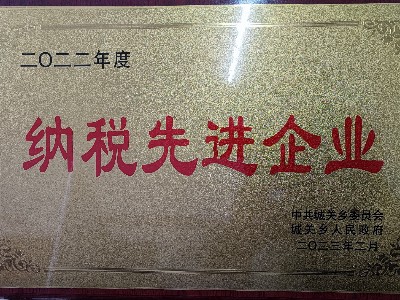 二〇二二年度
纳税先进企业
中共城关乡委员会
城关乡人民政府
二〇二三年二月